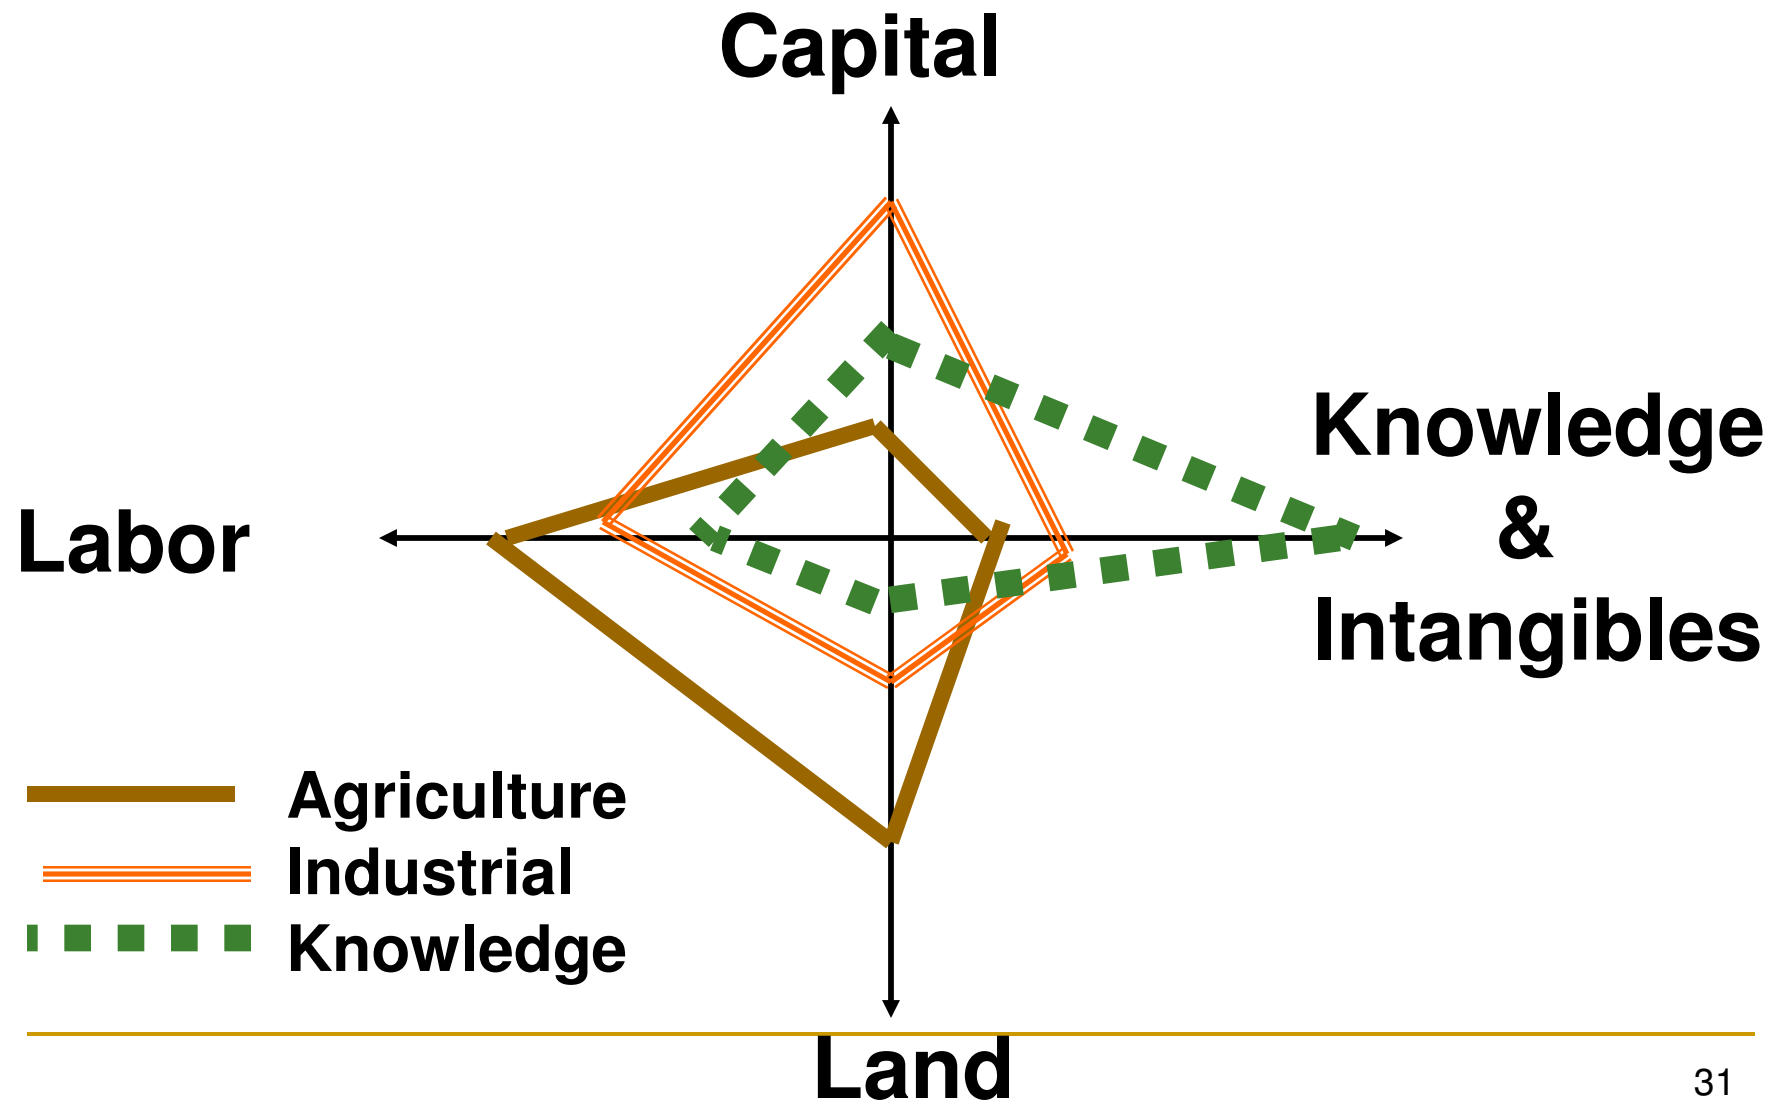 Capital
Knowledge
&
Intangibles
Labor
Agriculture
Industrial
Knowledge
Land
31